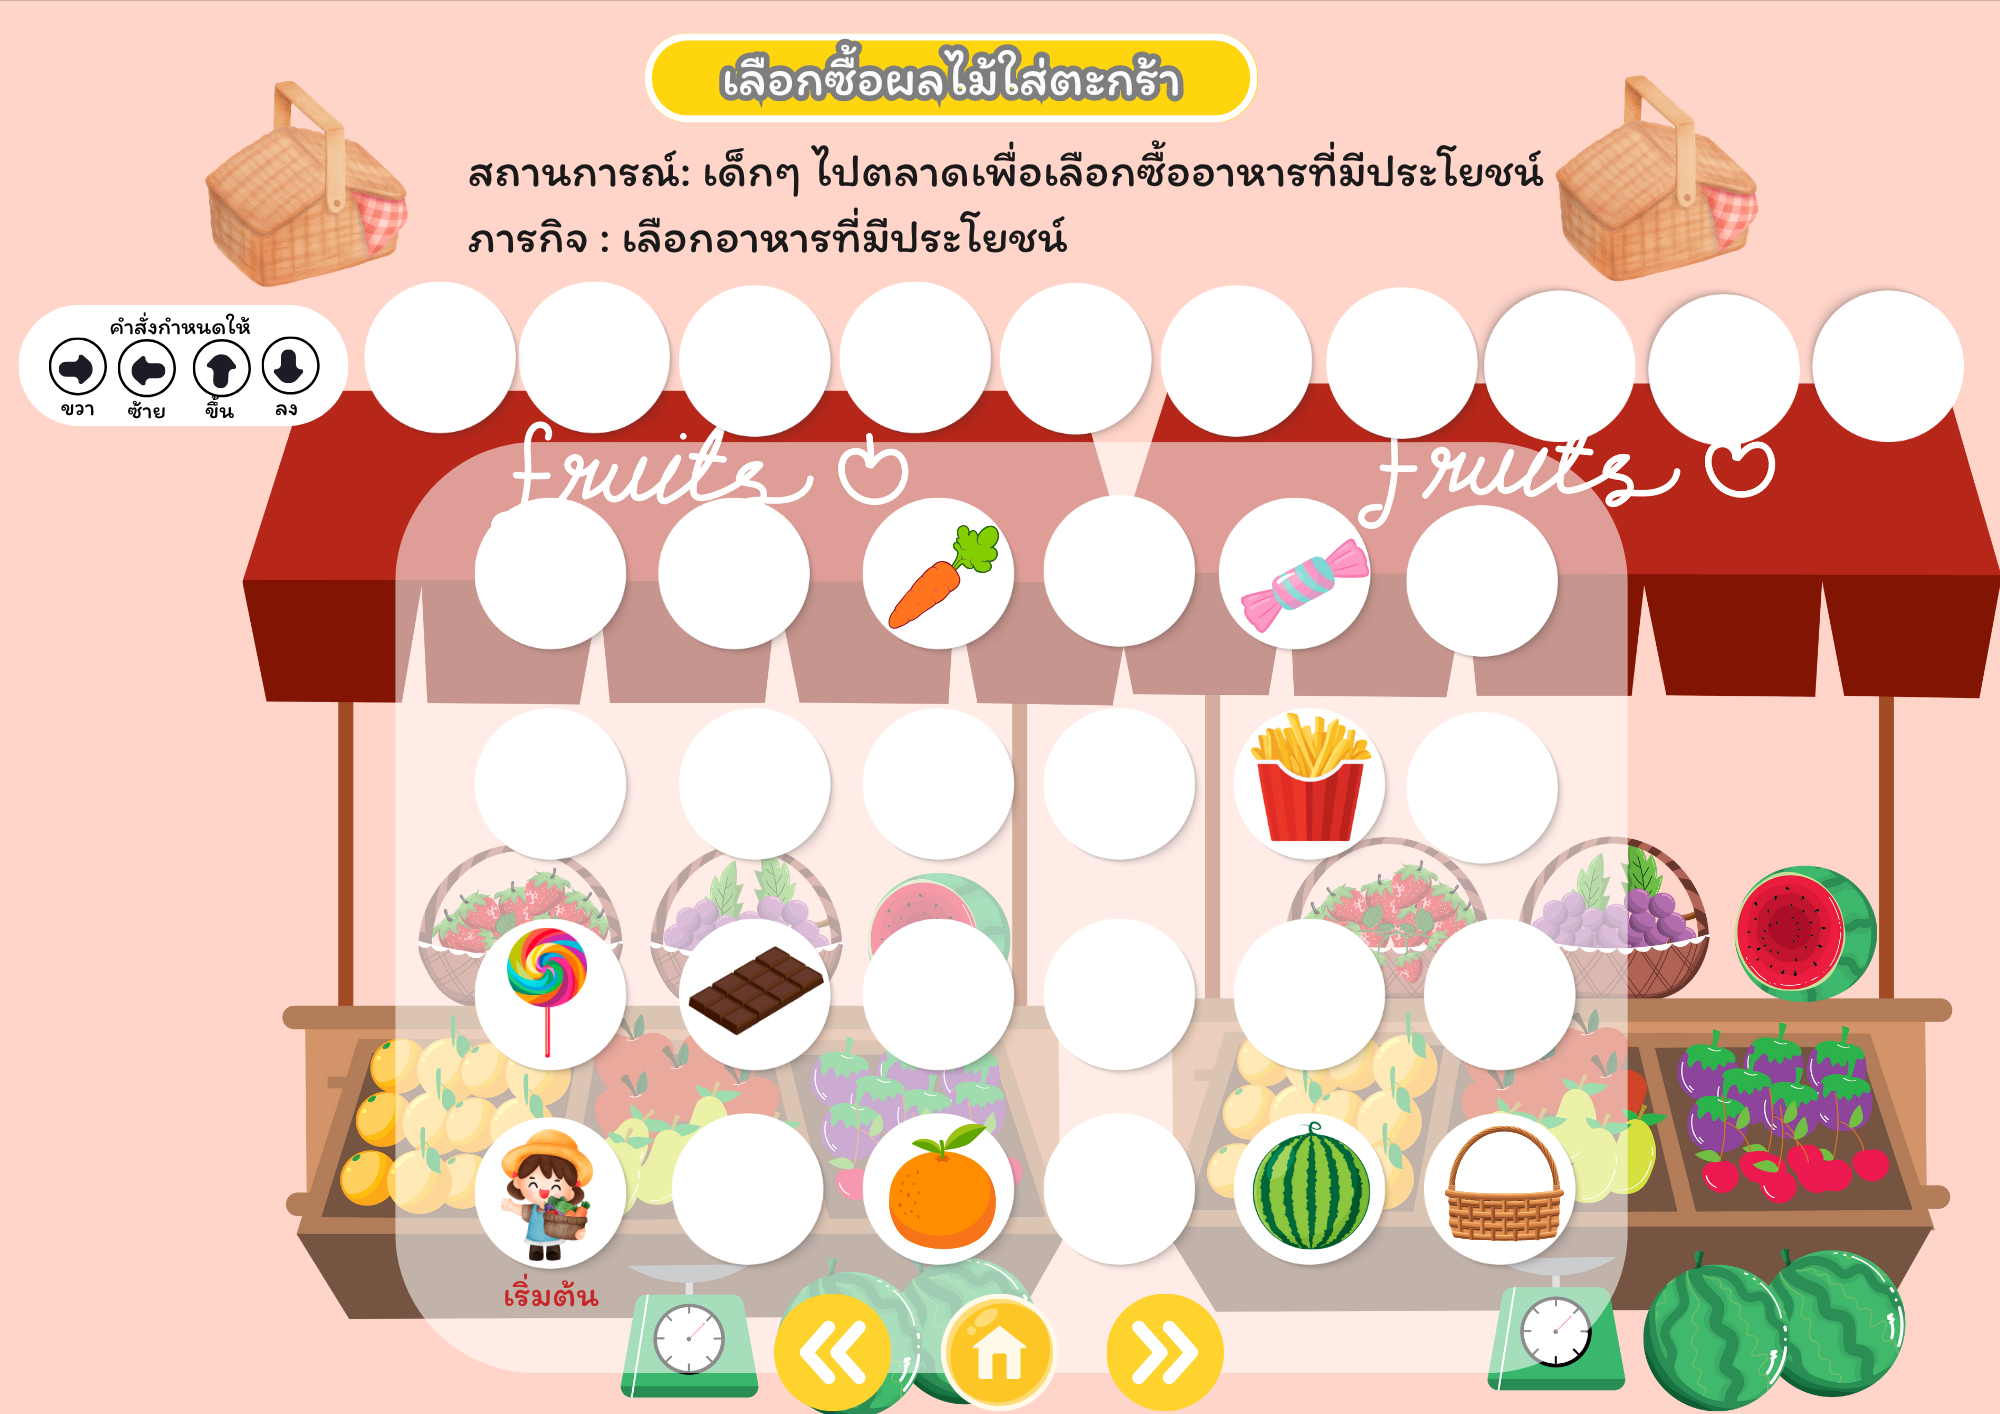 เลือกซื้อผลไม้ใส่ตะกร้า
สถานการณ์: เด็กๆ ไปตลาดเพื่อเลือกซื้ออาหารที่มีประโยชน์
ภารกิจ : เลือกอาหารที่มีประโยชน์
คำสั่งกำหนดให้
ขวา ซ้าย ขึ้น ลง
fruits fruits
เริ่มต้น